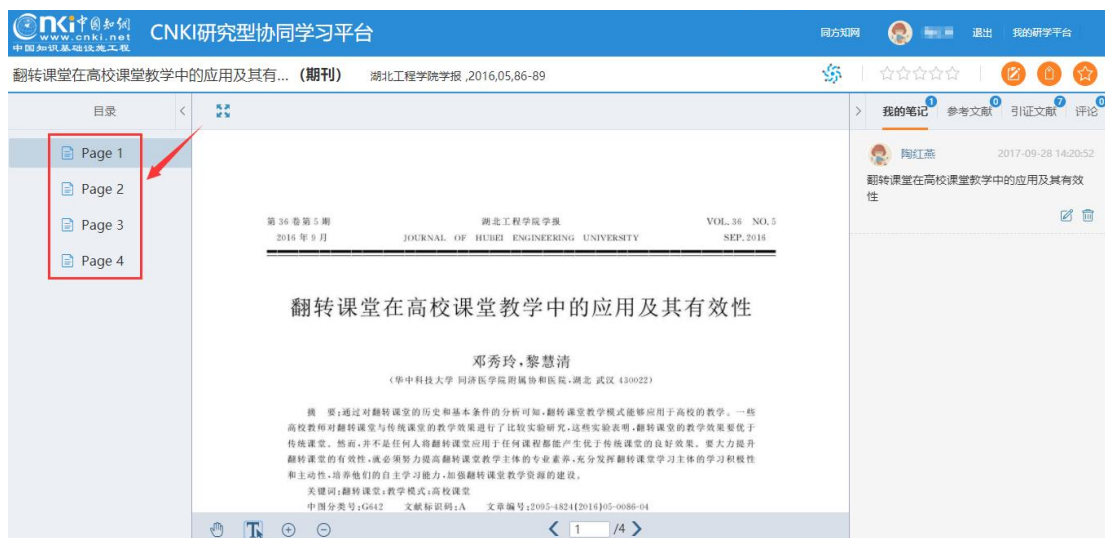 cnki中国知网
www.cnki.net
中国知识基础设施工程
CNKI研究型协同学习平台
同方知网
退出
我的研学平台
翻转课堂在高校课堂教学中的应用及其有... (期刊) 湖北工程学院学报 ,2016,05,86-89
目录
Page 1
Page 2
Page 3
Page 4
第 36 卷第 5 期 湖北工程学院学报 VOL.36 NO.5
2016 年 9 月 JOURNAL OF HUBEI ENGINEERING UNIVERSITY SEP.2016
翻转课堂在高校课堂教学中的应用及其有效性
邓秀玲,黎慧清
(华中科技大学 同济医学院附属协和医院,湖北 武汉 430022)
摘 要:通过对翻转课堂的历史和基本条件的分析可知,翻转课堂教学模式能够应用于高校的教学。一些
高校教师对翻转课堂与传统课堂的教学效果进行了比较实验研究,这些实验表明,翻转课堂的教学效果要优于
传统课堂。然而,并不是任何人将翻转课堂应用于任何课程都能产生优于传统课堂的良好效果。要大力提升
翻转课堂的有效性,就必须努力提高翻转课堂教学主体的专业素养,充分发挥翻转课堂学习主体的学习积极性
和主动性,培养他们的自主学习能力,加强翻转课堂教学资源的建设。
关键词:翻转课堂;教学模式;高校课堂
中图分类号:G642 文献标识码:A 文章编号:2095-4824(2016)05-0086-04
1 /4
我的笔记 1 参考文献 0 引证文献 7 评论 0
陶红燕 2017-09-28 14:20:52
翻转课堂在高校课堂教学中的应用及其有效
性